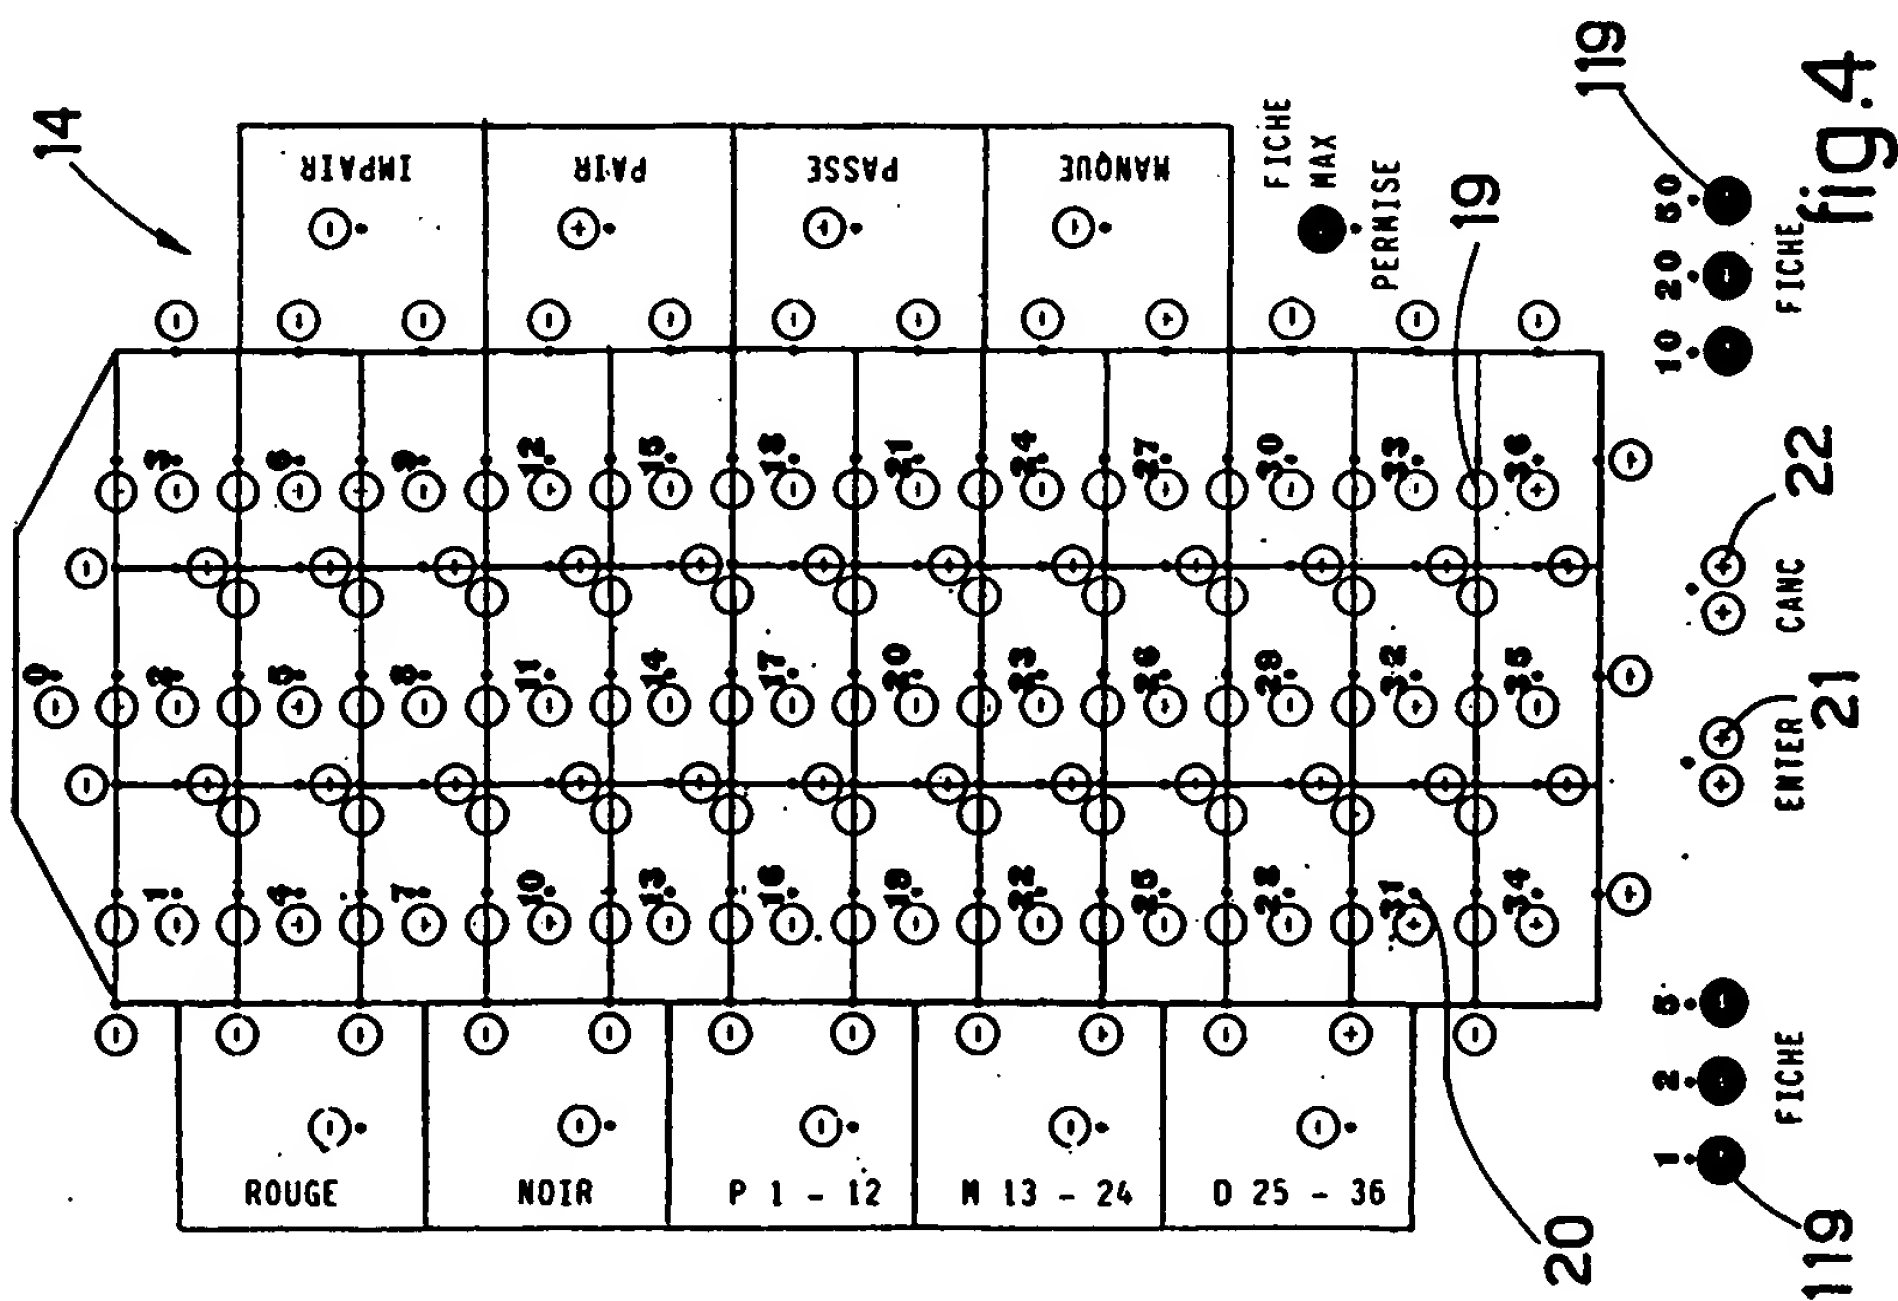 14
IMPAIR
PAIR
PASSE
MANQUE
FICHE
MAX
PERMISE
19
119
fig.4
0
1 2 3
4 5 6
7 8 9
10 11 12
13 14 15
16 17 18
19 20 21
22 23 24
25 26 27
28 29 30
31 32 33
34 35 36
ROUGE
NOIR
P 1 - 12
M 13 - 24
D 25 - 36
20
1 2 5
FICHE
119
ENTER
21
CANC
22
10 20 50
FICHE